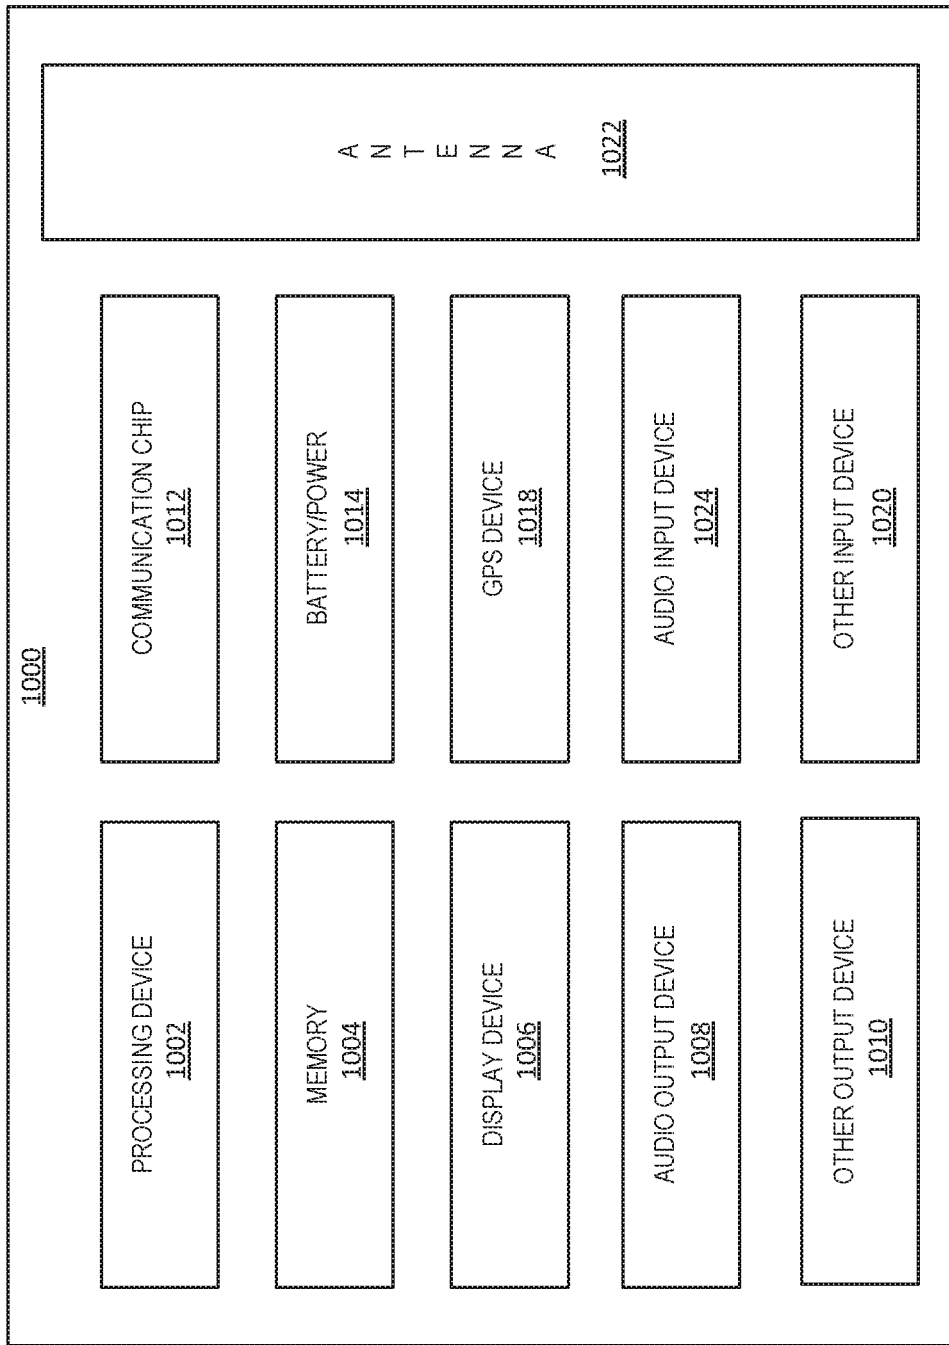 1000
PROCESSING DEVICE
1002
MEMORY
1004
DISPLAY DEVICE
1006
AUDIO OUTPUT DEVICE
1008
OTHER OUTPUT DEVICE
1010
COMMUNICATION CHIP
1012
BATTERY/POWER
1014
GPS DEVICE
1018
AUDIO INPUT DEVICE
1024
OTHER INPUT DEVICE
1020
A
N
T
E
N
N
A
1022